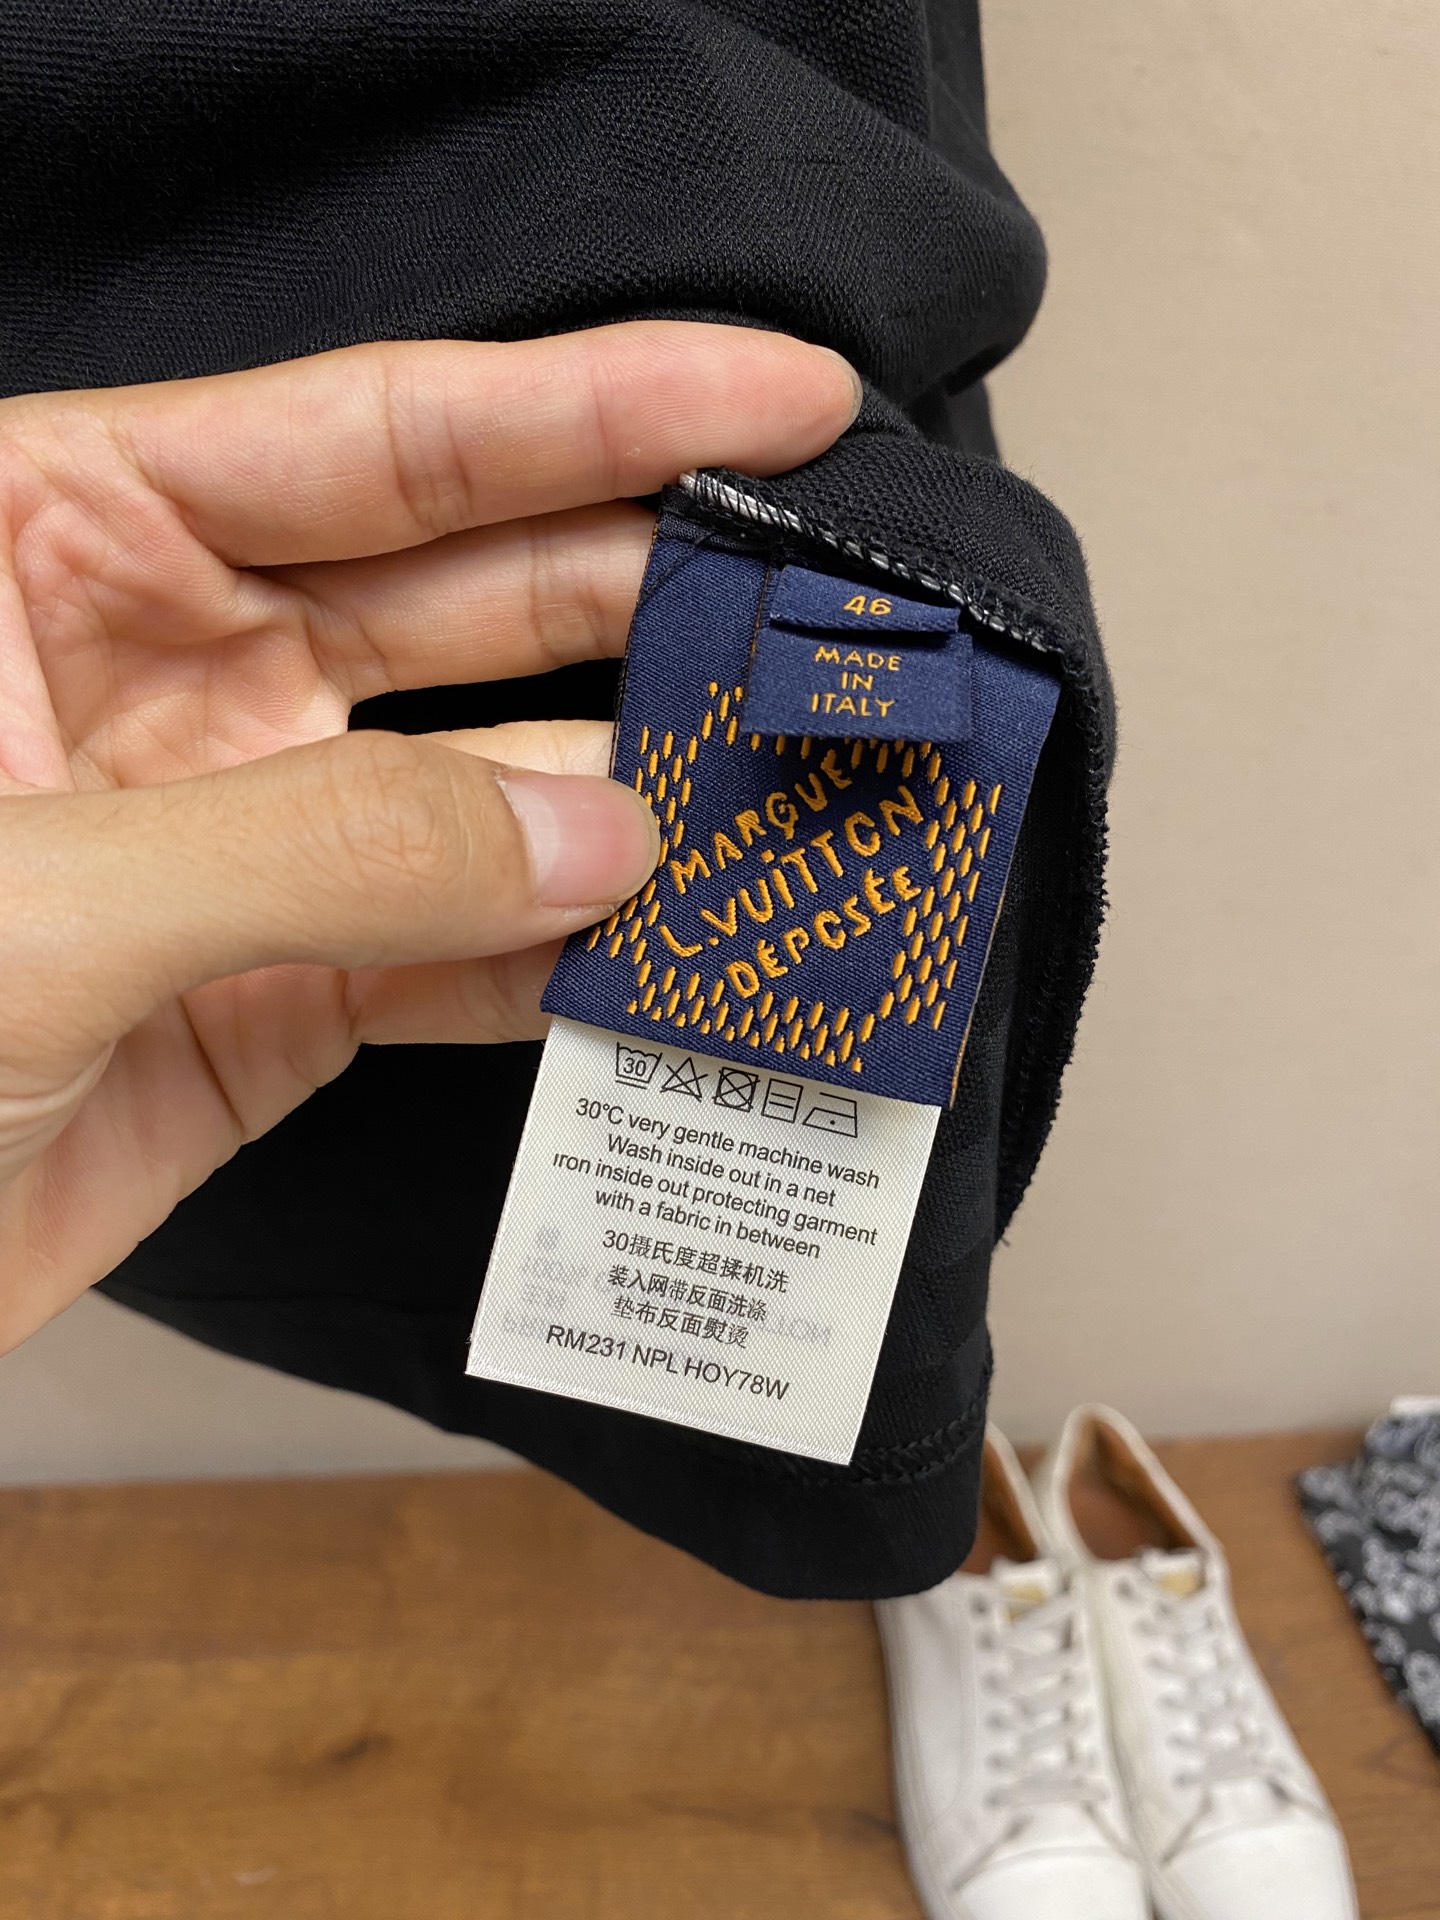 46
MADE
IN
ITALY
MARQUE
L.VUITTON
DÉPOSÉE
30
30℃ very gentle machine wash
Wash inside out in a net
Iron inside out protecting garment
with a fabric in between
30摄氏度超揉机洗
装入网带反面洗涤
垫布反面熨烫
RM231 NPL HOY78W